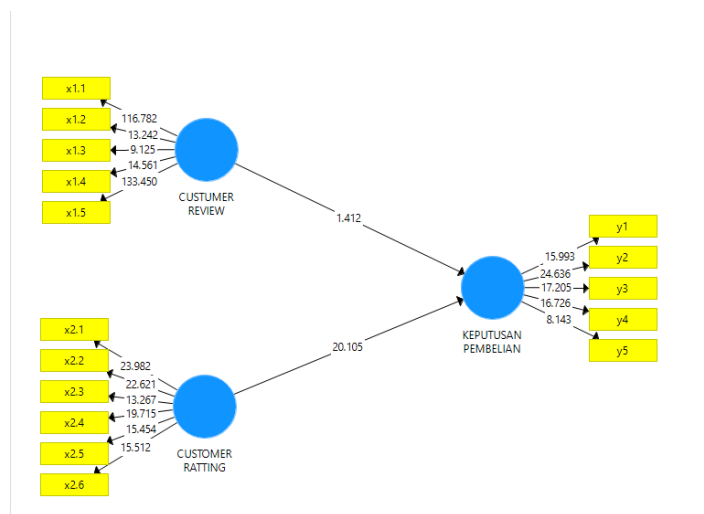 x1.1
x1.2
x1.3
x1.4
x1.5
116.782
13.242
9.125
14.561
133.450
CUSTUMER
REVIEW
1.412
x2.1
x2.2
x2.3
x2.4
x2.5
x2.6
23.982
22.621
13.267
19.715
15.454
15.512
CUSTOMER
RATTING
20.105
KEPUTUSAN
PEMBELIAN
15.993
24.636
17.205
16.726
8.143
y1
y2
y3
y4
y5